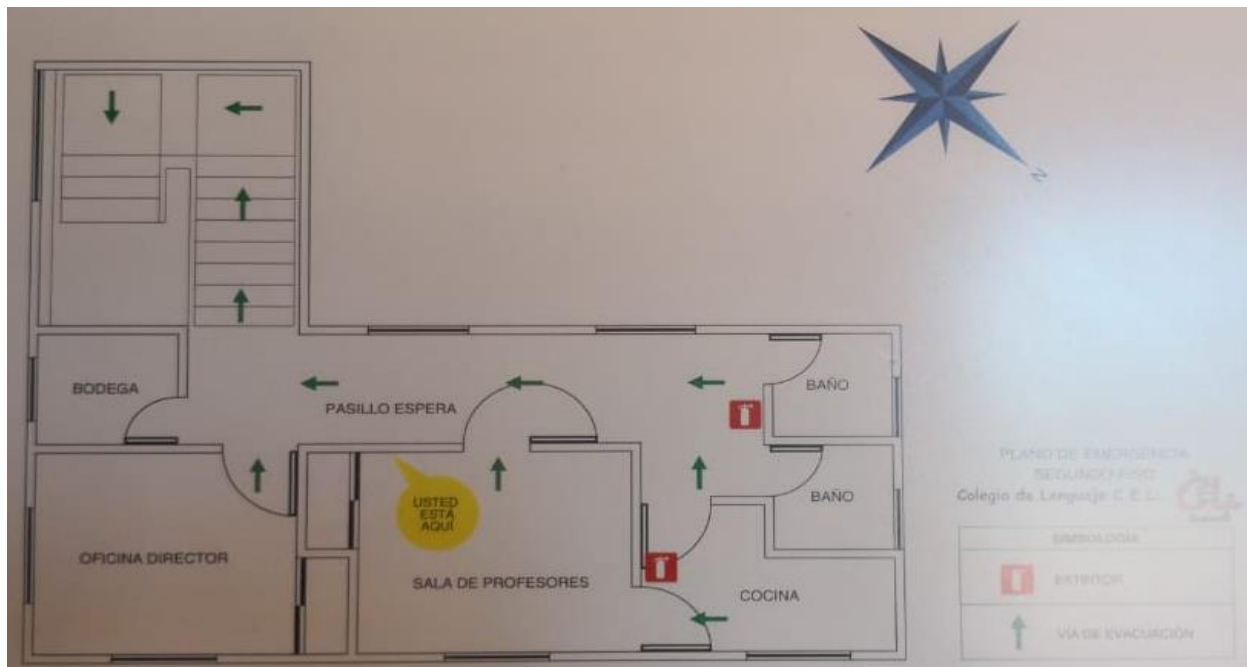 N
BODEGA
PASILLO ESPERA
BAÑO
USTED
ESTÁ
AQUÍ
BAÑO
OFICINA DIRECTOR
SALA DE PROFESORES
COCINA
PLANO DE EMERGENCIA
SEGUNDO PISO
Colegio de Lenguaje C.E.L.
SIMBOLOGÍA
EXTINTOR
VÍA DE EVACUACIÓN